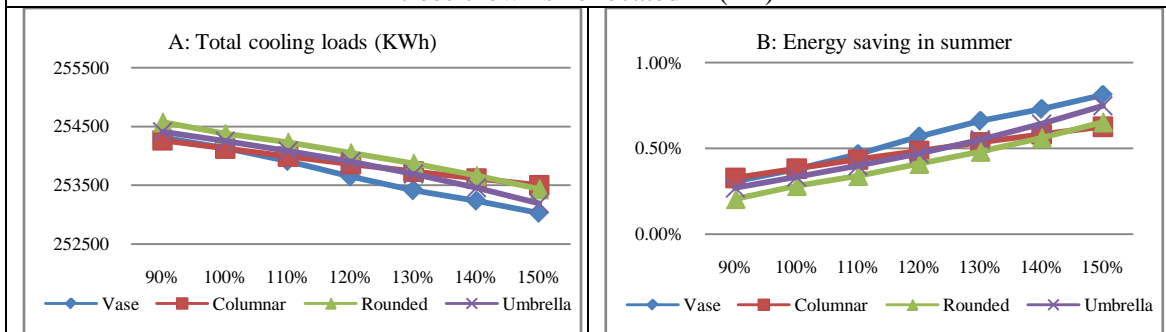 A: Total cooling loads (KWh)
255500
254500
253500
252500
90% 100% 110% 120% 130% 140% 150%
Vase Columnar Rounded Umbrella
B: Energy saving in summer
1.00%
0.50%
0.00%
90% 100% 110% 120% 130% 140% 150%
Vase Columnar Rounded Umbrella